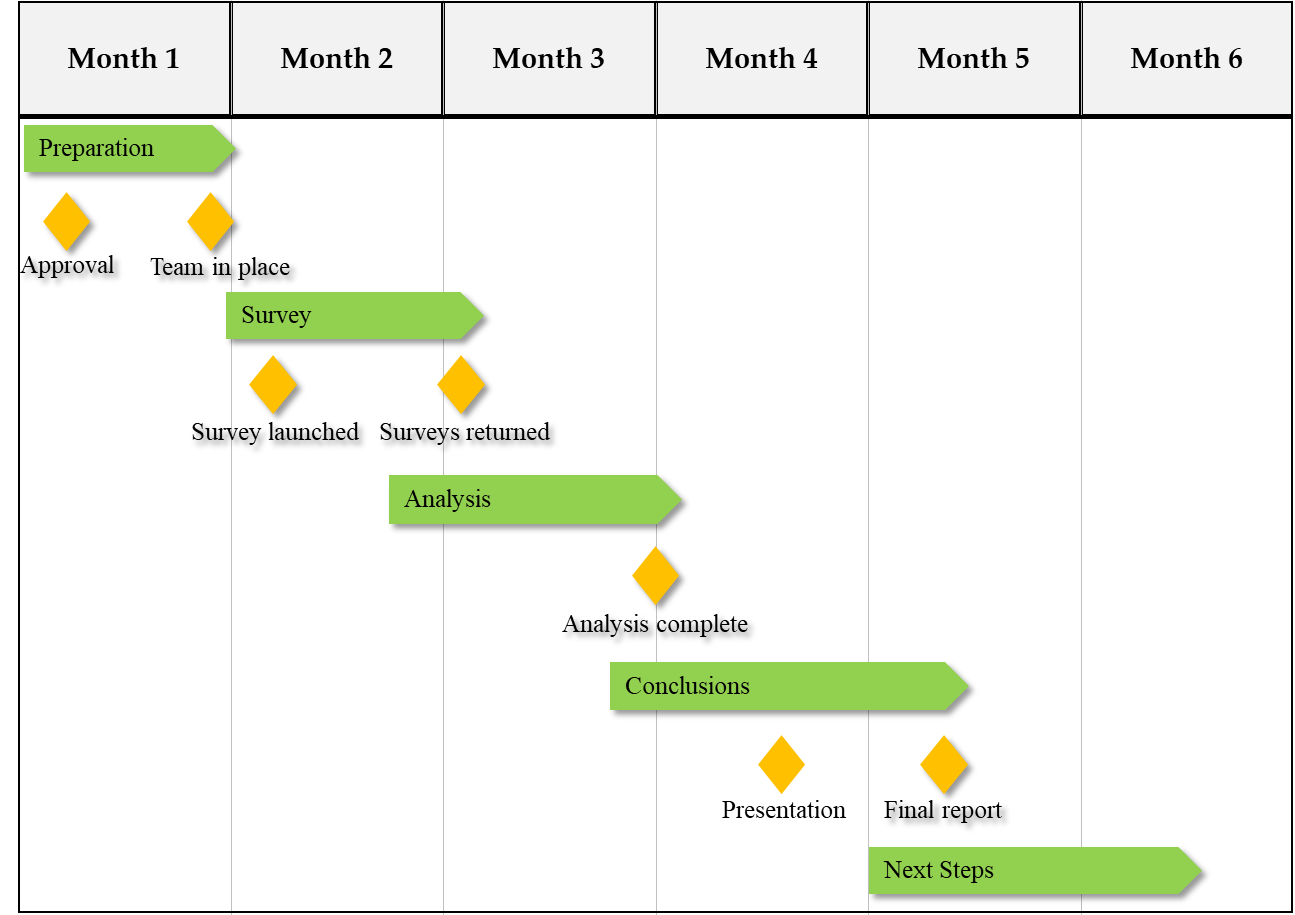 Month 1
Month 2
Month 3
Month 4
Month 5
Month 6
Preparation
Approval
Team in place
Survey
Survey launched
Surveys returned
Analysis
Analysis complete
Conclusions
Presentation
Final report
Next Steps